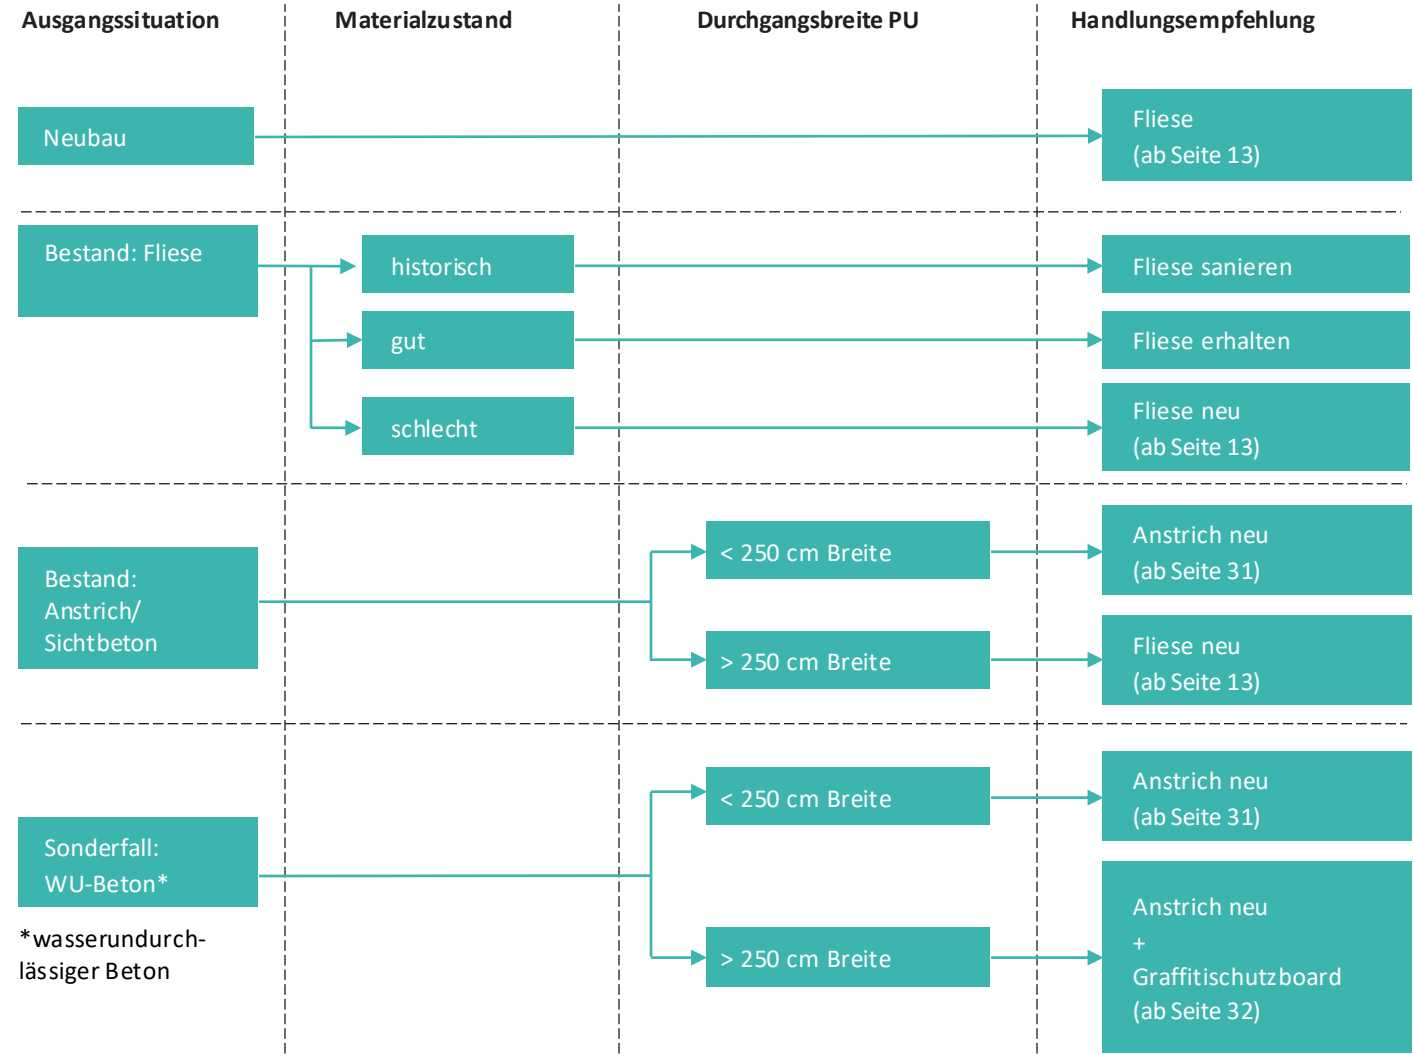 Ausgangssituation
Materialzustand
Durchgangsbreite PU
Handlungsempfehlung
Neubau
Fliese
(ab Seite 13)
Bestand: Fliese
historisch
Fliese sanieren
gut
Fliese erhalten
schlecht
Fliese neu
(ab Seite 13)
Bestand:
Anstrich/
Sichtbeton
< 250 cm Breite
Anstrich neu
(ab Seite 31)
> 250 cm Breite
Fliese neu
(ab Seite 13)
Sonderfall:
WU-Beton*
*wasserundurch-
lässiger Beton
< 250 cm Breite
Anstrich neu
(ab Seite 31)
> 250 cm Breite
Anstrich neu
+
Graffitischutzboard
(ab Seite 32)